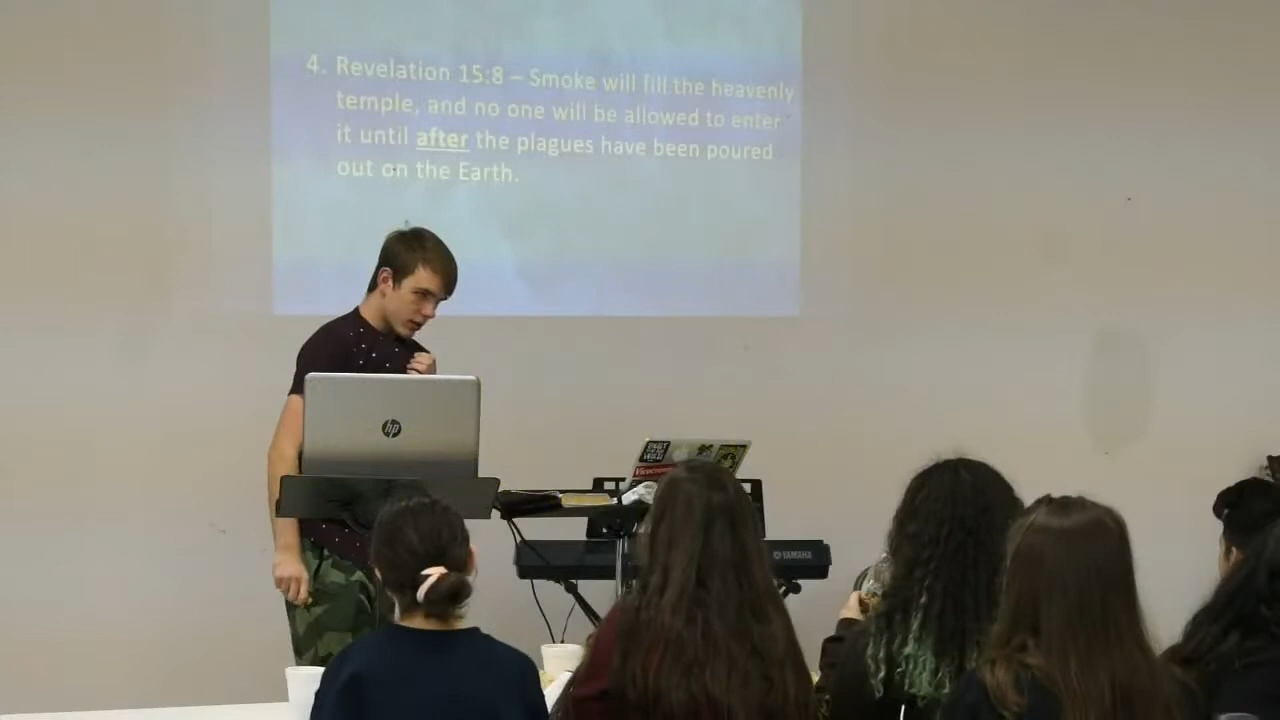 4. Revelation 15:8 – Smoke will fill the heavenly
temple, and no one will be allowed to enter
it until after the plagues have been poured
out on the Earth.
hp
YAMAHA